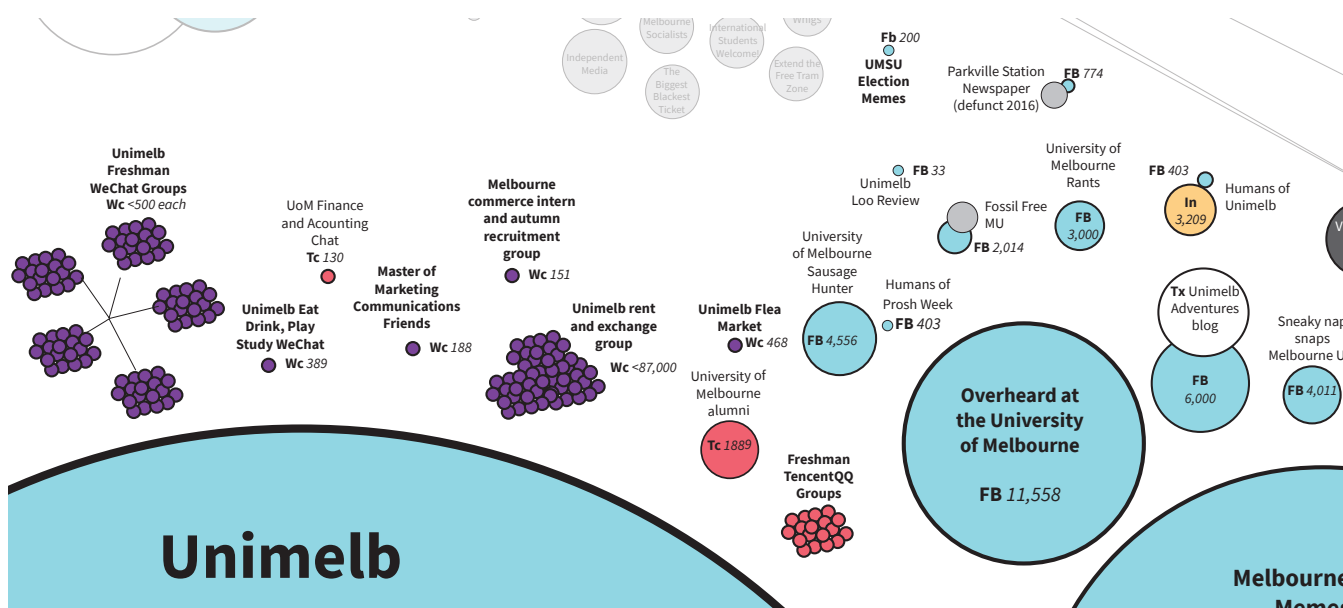 Melbourne
Socialists
International
Students
Welcome!
Whigs
Independent
Media
The
Biggest
Blackest
Ticket
Extend the
Free Tram
Zone
Fb 200
UMSU
Election
Memes
Parkville Station
Newspaper
(defunct 2016)
FB 774
Unimelb
Freshman
WeChat Groups
Wc <500 each
UoM Finance
and Acounting
Chat
Tc 130
Melbourne
commerce intern
and autumn
recruitment
group
Wc 151
Master of
Marketing
Communications
Friends
Wc 188
Unimelb Eat
Drink, Play
Study WeChat
Wc 389
Unimelb rent
and exchange
group
Wc <87,000
Unimelb Flea
Market
Wc 468
University of
Melbourne
alumni
Tc 1889
Freshman
TencentQQ
Groups
FB 33
Unimelb
Loo Review
Fossil Free
MU
FB 2,014
University of
Melbourne
Rants
FB
3,000
FB 403
In
3,209
Humans of
Unimelb
University
of Melbourne
Sausage
Hunter
FB 4,556
Humans of
Prosh Week
FB 403
Overheard at
the University
of Melbourne
FB 11,558
Tx Unimelb
Adventures
blog
FB
6,000
Sneaky nap
snaps
Melbourne U
FB 4,011
V
Unimelb
Melbourne